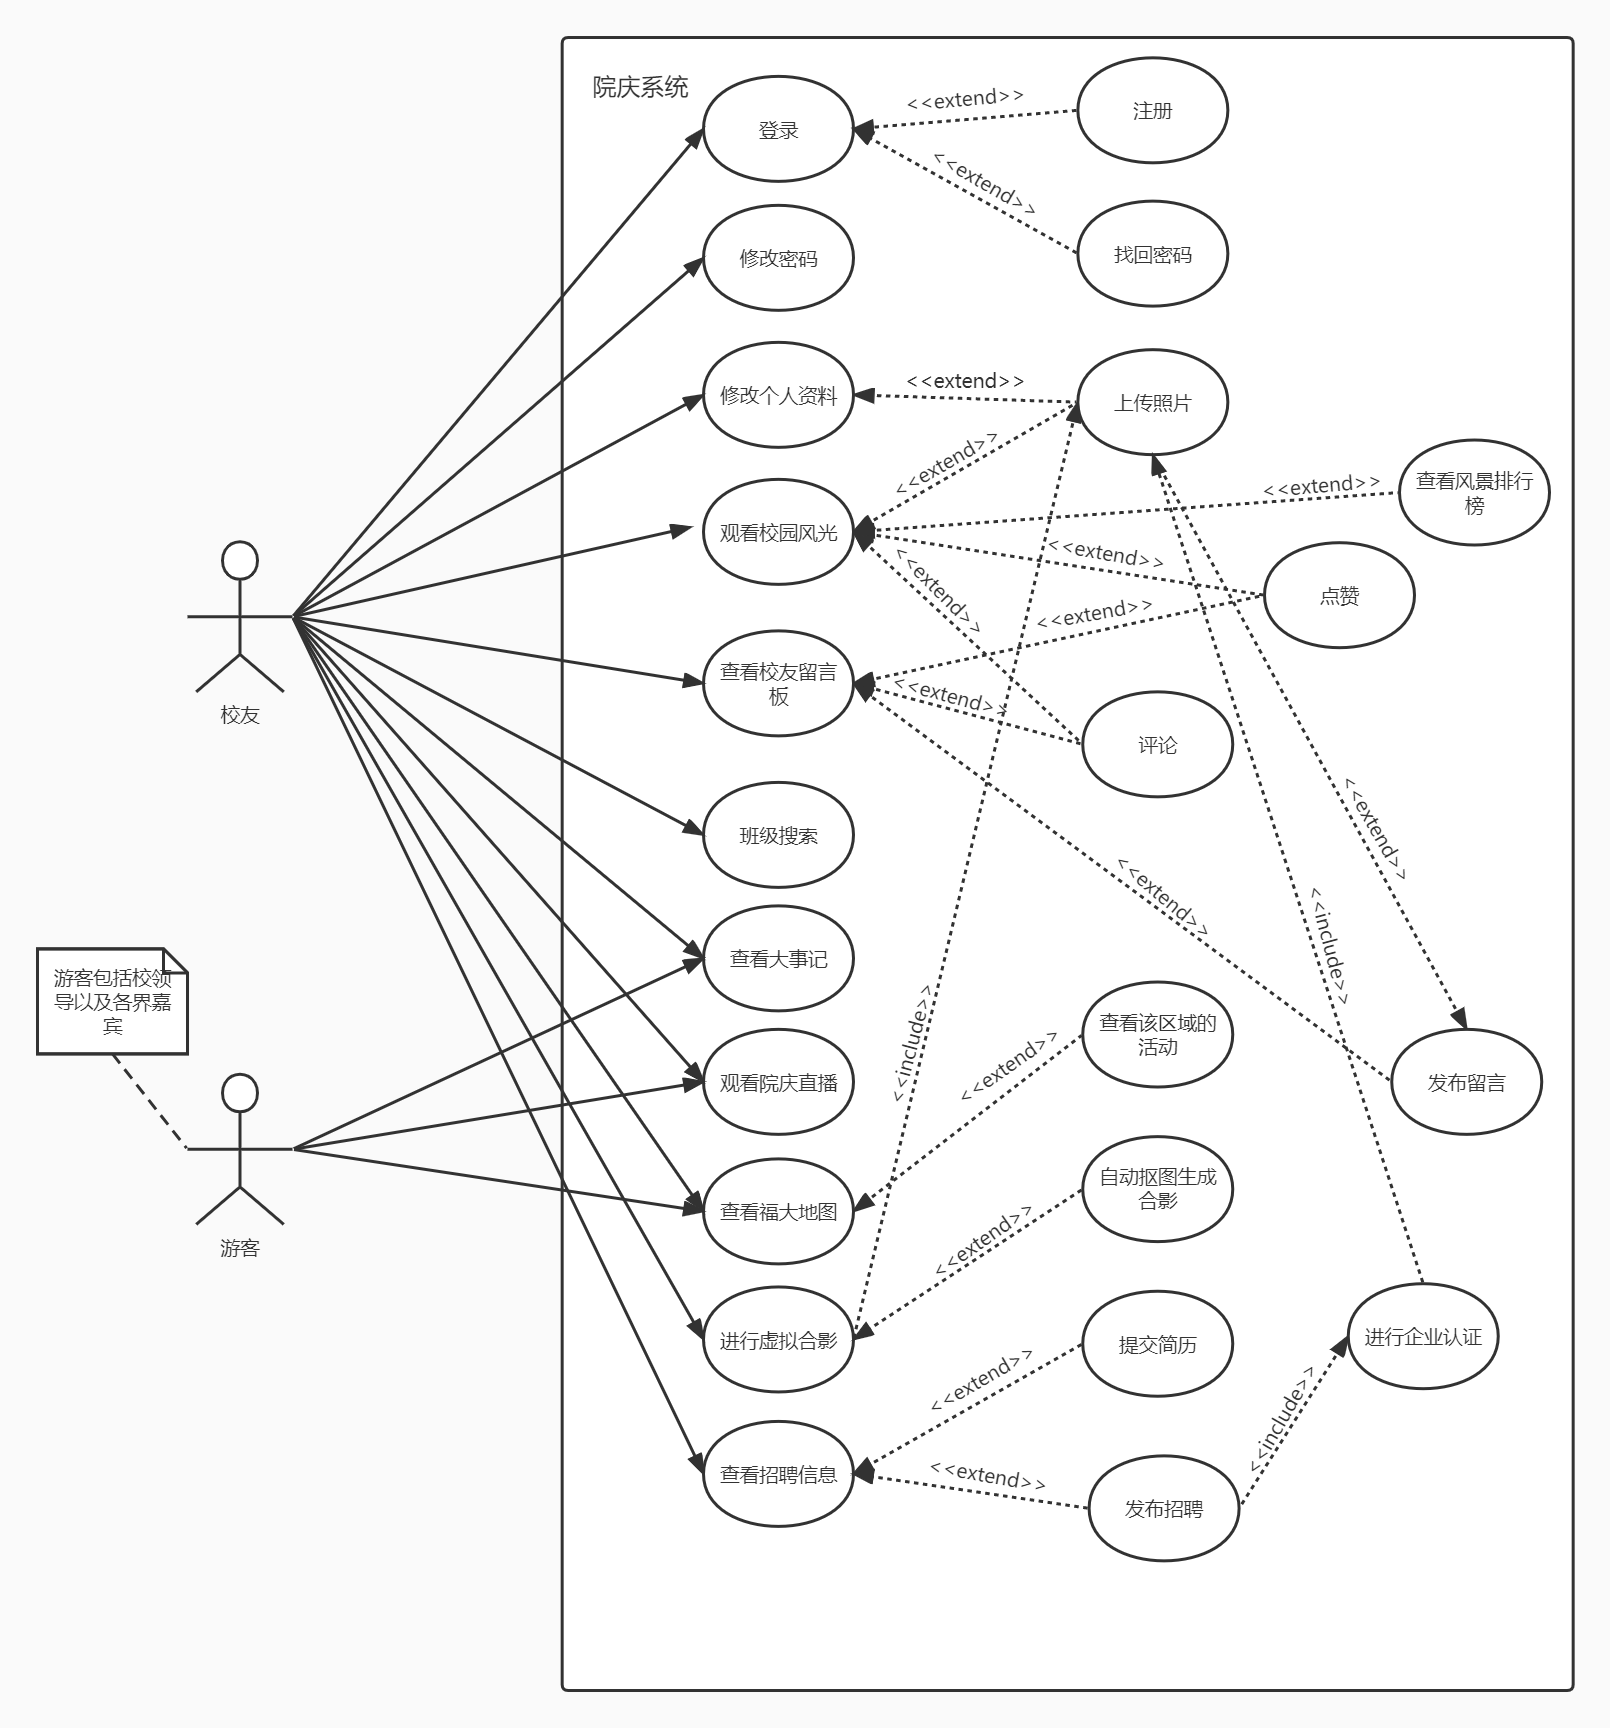 院庆系统
登录
<<extend>>
注册
<<extend>>
修改密码
找回密码
修改个人资料
<<extend>>
上传照片
<<extend>>
查看风景排行
榜
<<extend>>
观看校园风光
<<extend>>
<<extend>>
点赞
<<extend>>
查看校友留言
板
<<extend>>
校友
评论
班级搜索
<<extend>>
<<extend>>
<<include>>
查看大事记
游客包括校领
导以及各界嘉
宾
<<include>>
查看该区域的
活动
<<extend>>
观看院庆直播
发布留言
自动抠图生成
合影
查看福大地图
<<extend>>
游客
进行虚拟合影
提交简历
进行企业认证
<<extend>>
<<include>>
查看招聘信息
<<extend>>
发布招聘